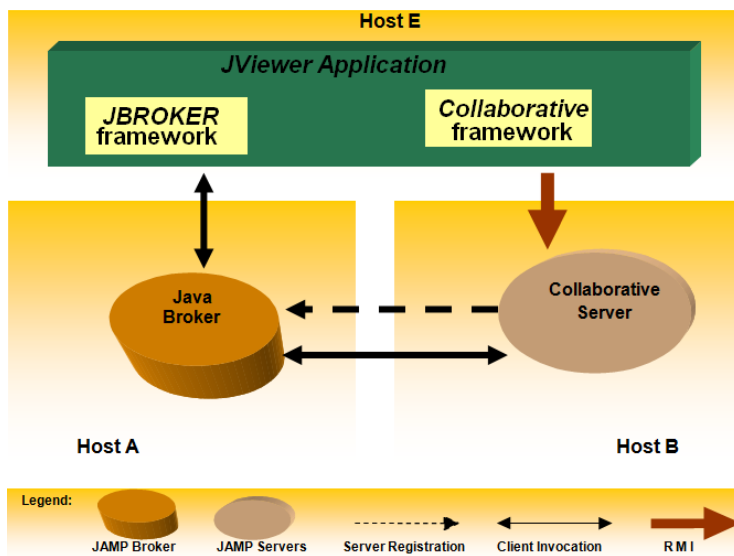 Host E
JViewer Application
JBROKER
framework
Collaborative
framework
Java
Broker
Collaborative
Server
Host A
Host B
Legend:
JAMP Broker
JAMP Servers
Server Registration
Client Invocation
R M I